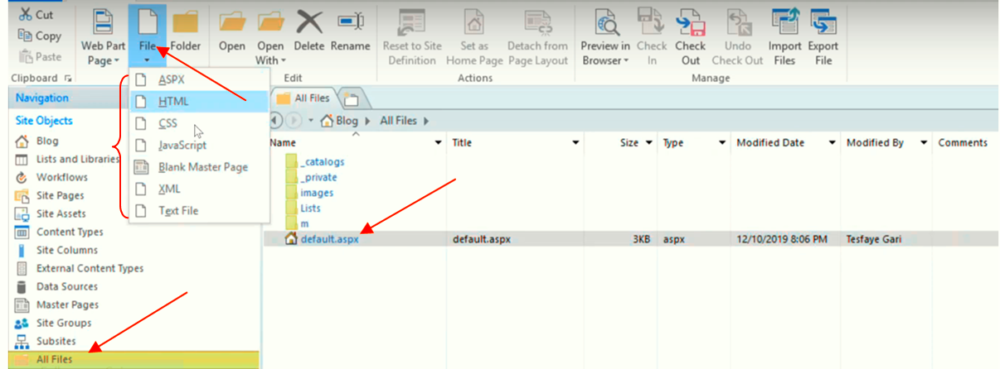 Cut
Copy
Paste
Clipboard
Web Part
Page
File
Folder
Open
Open
With
Delete
Rename
Edit
Reset to Site
Definition
Set as
Home Page
Detach from
Page Layout
Actions
Preview in
Browser
Check
In
Check
Out
Undo
Check Out
Import
Files
Export
File
Manage
ASPX
HTML
CSS
JavaScript
Blank Master Page
XML
Text File
Navigation
Site Objects
Blog
Lists and Libraries
Workflows
Site Pages
Site Assets
Content Types
Site Columns
External Content Types
Data Sources
Master Pages
Site Groups
Subsites
All Files
All Files
Blog All Files
Name Title Size Type Modified Date Modified By Comments
_catalogs
_private
images
Lists
m
default.aspx default.aspx 3KB aspx 12/10/2019 8:06 PM Tesfaye Gari